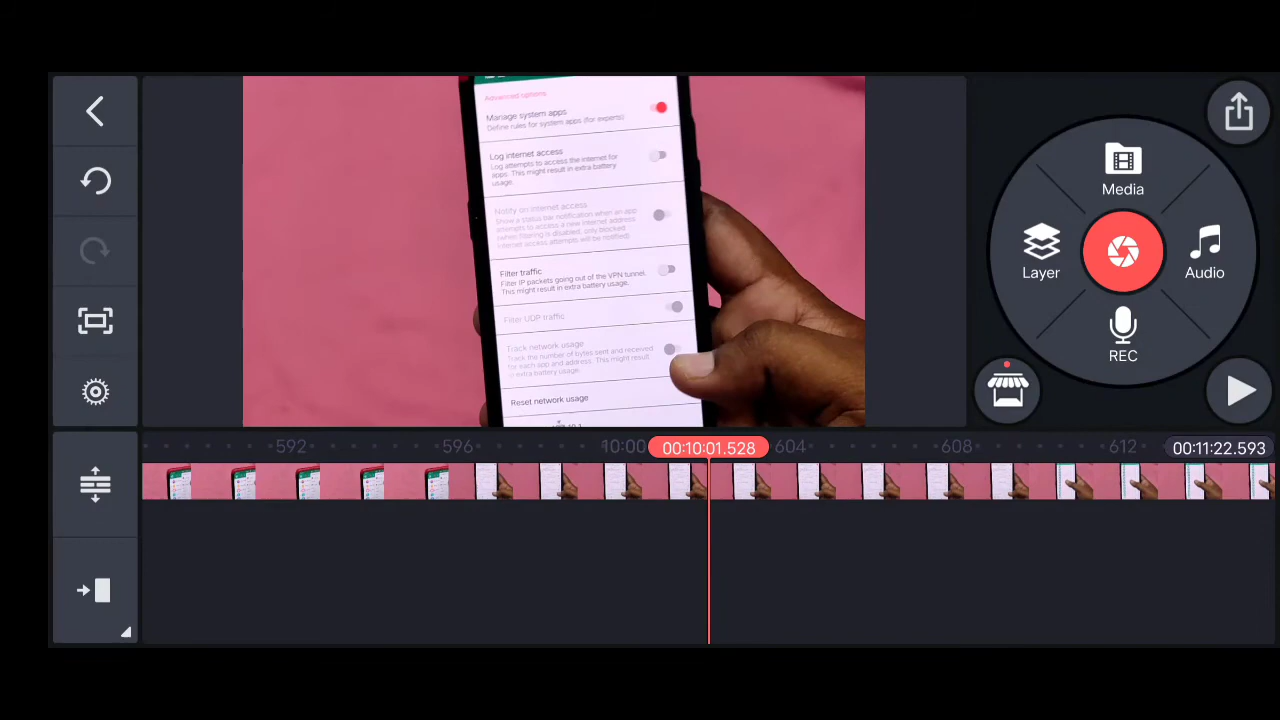 Advanced options
Manage system apps
Define rules for system apps (for experts)
Log internet access
Log attempts to access the internet for
apps. This might result in extra battery
usage.
Notify on internet access
Show a status bar notification when an app
attempts to access a new internet address
(when filtering is disabled, only blocked
internet access attempts will be notified)
Filter traffic
Filter IP packets going out of the VPN tunnel.
This might result in extra battery usage.
Filter UDP traffic
Track network usage
Track the number of bytes sent and received
for each app and address. This might result
in extra battery usage.
Reset network usage
Media
Layer
Audio
REC
592
596
10:00
00:10:01.528
604
608
612
00:11:22.593